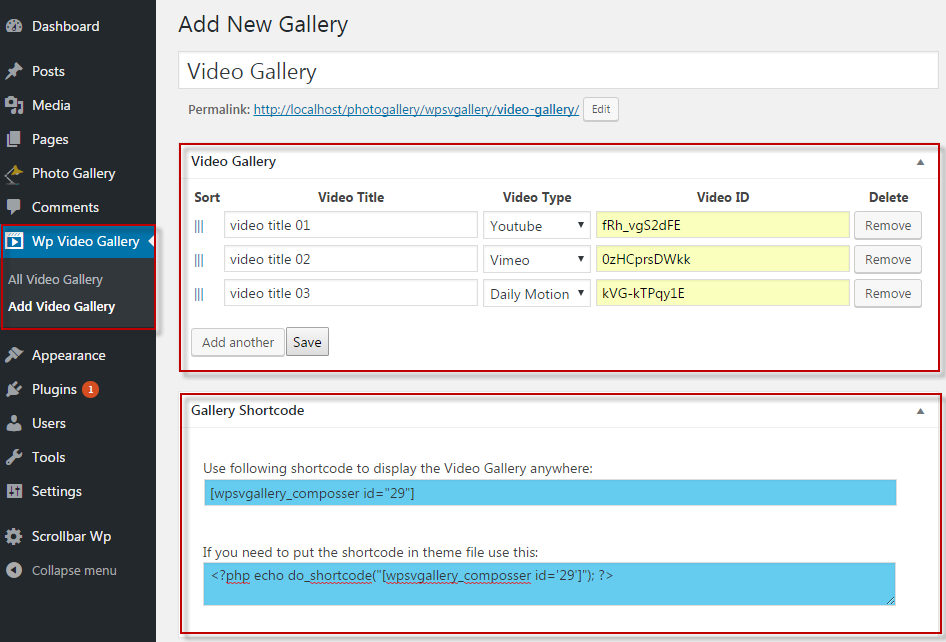 Dashboard
Posts
Media
Pages
Photo Gallery
Comments
Wp Video Gallery
All Video Gallery
Add Video Gallery
Appearance
Plugins 1
Users
Tools
Settings
Scrollbar Wp
Collapse menu
Add New Gallery
Video Gallery
Permalink: http://localhost/photogallery/wpsvgallery/video-gallery/ Edit
Video Gallery
Sort Video Title Video Type Video ID Delete
video title 01 Youtube fRh_vgS2dFE Remove
video title 02 Vimeo 0zHCprsDWkk Remove
video title 03 Daily Motion kVG-kTPqy1E Remove
Add another Save
Gallery Shortcode
Use following shortcode to display the Video Gallery anywhere:
[wpsvgallery_composser id="29"]
If you need to put the shortcode in theme file use this:
<?php echo do_shortcode("[wpsvgallery_composser id='29']"); ?>